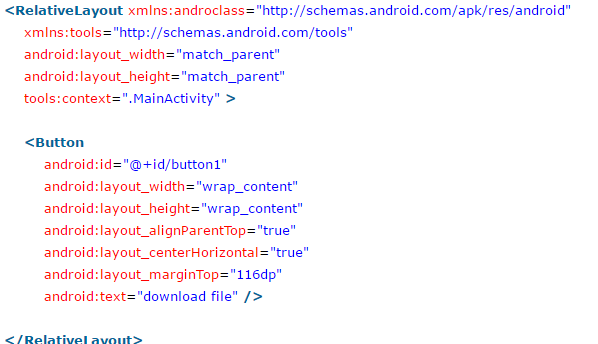 <RelativeLayout xmlns:androclass="http://schemas.android.com/apk/res/android"
xmlns:tools="http://schemas.android.com/tools"
android:layout_width="match_parent"
android:layout_height="match_parent"
tools:context=".MainActivity" >
<Button
android:id="@+id/button1"
android:layout_width="wrap_content"
android:layout_height="wrap_content"
android:layout_alignParentTop="true"
android:layout_centerHorizontal="true"
android:layout_marginTop="116dp"
android:text="download file" />
</RelativeLayout>